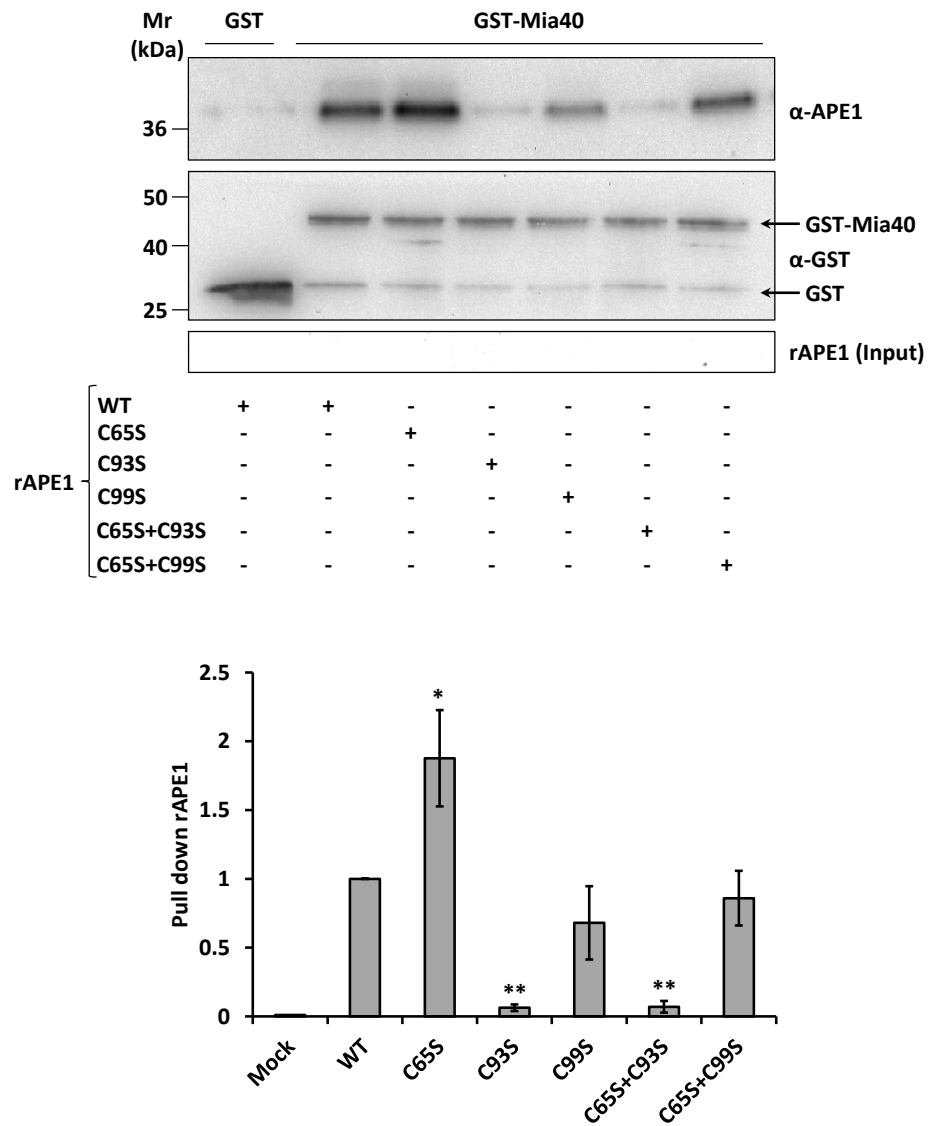 Mr (kDa) GST GST-Mia40
36 α-APE1
50
GST-Mia40
40
α-GST
GST
25
rAPE1 (Input)
WT + + - - - - -
C65S - - + - - - -
C93S - - - + - - -
rAPE1
C99S - - - - + - -
C65S+C93S - - - - - + -
C65S+C99S - - - - - - +
Pull down rAPE1
2.5
2
1.5
1
0.5
0
*
**
**
Mock WT C65S C93S C99S C65S+C93S C65S+C99S